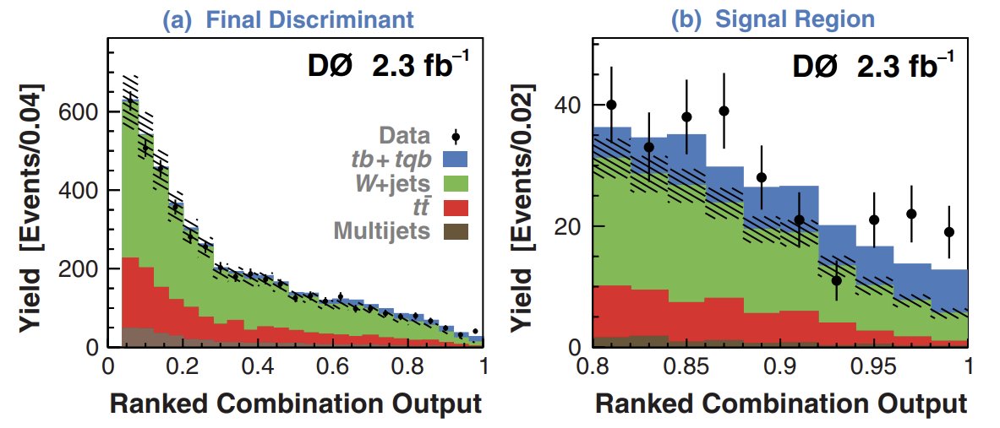 (a) Final Discriminant
DØ 2.3 fb⁻¹
Yield [Events/0.04]
600
400
200
0
Data
tb+tqb
W+jets
tt̄
Multijets
0 0.2 0.4 0.6 0.8 1
Ranked Combination Output
(b) Signal Region
DØ 2.3 fb⁻¹
Yield [Events/0.02]
40
20
0
0.8 0.85 0.9 0.95 1
Ranked Combination Output